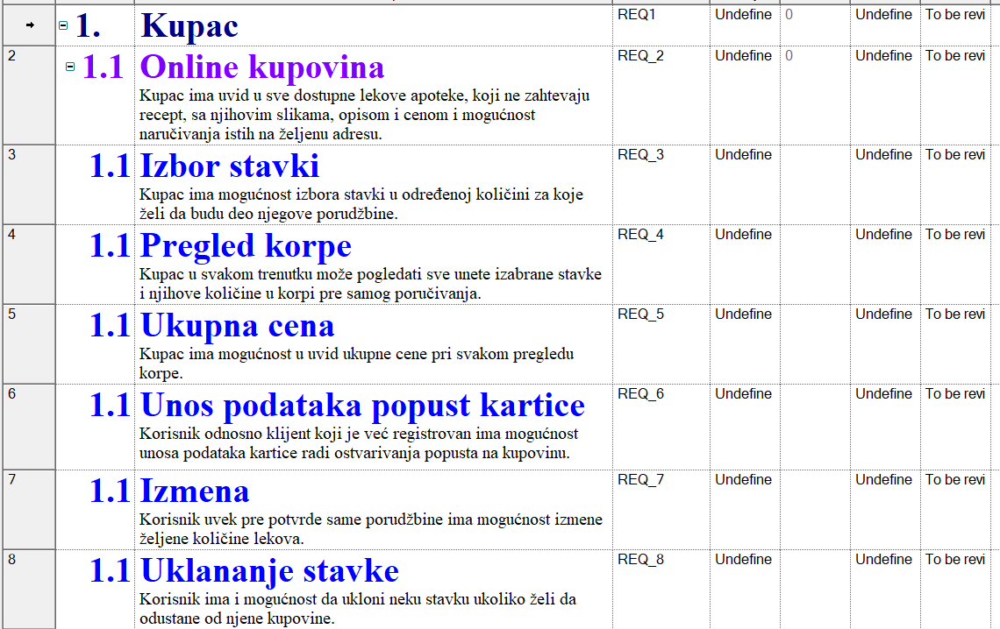 1. Kupac REQ1 Undefine 0 Undefine To be revi
2 1.1 Online kupovina REQ_2 Undefine 0 Undefine To be revi
Kupac ima uvid u sve dostupne lekove apoteke, koji ne zahtevaju
recept, sa njihovim slikama, opisom i cenom i mogućnost
naručivanja istih na željenu adresu.
3 1.1 Izbor stavki REQ_3 Undefine Undefine To be revi
Kupac ima mogućnost izbora stavki u određenoj količini za koje
želi da budu deo njegove porudžbine.
4 1.1 Pregled korpe REQ_4 Undefine Undefine To be revi
Kupac u svakom trenutku može pogledati sve unete izabrane stavke
i njihove količine u korpi pre samog poručivanja.
5 1.1 Ukupna cena REQ_5 Undefine Undefine To be revi
Kupac ima mogućnost u uvid ukupne cene pri svakom pregledu
korpe.
6 1.1 Unos podataka popust kartice REQ_6 Undefine Undefine To be revi
Korisnik odnosno klijent koji je već registrovan ima mogućnost
unosa podataka kartice radi ostvarivanja popusta na kupovinu.
7 1.1 Izmena REQ_7 Undefine Undefine To be revi
Korisnik uvek pre potvrde same porudžbine ima mogućnost izmene
željene količine lekova.
8 1.1 Uklananje stavke REQ_8 Undefine Undefine To be revi
Korisnik ima i mogućnost da ukloni neku stavku ukoliko želi da
odustane od njene kupovine.